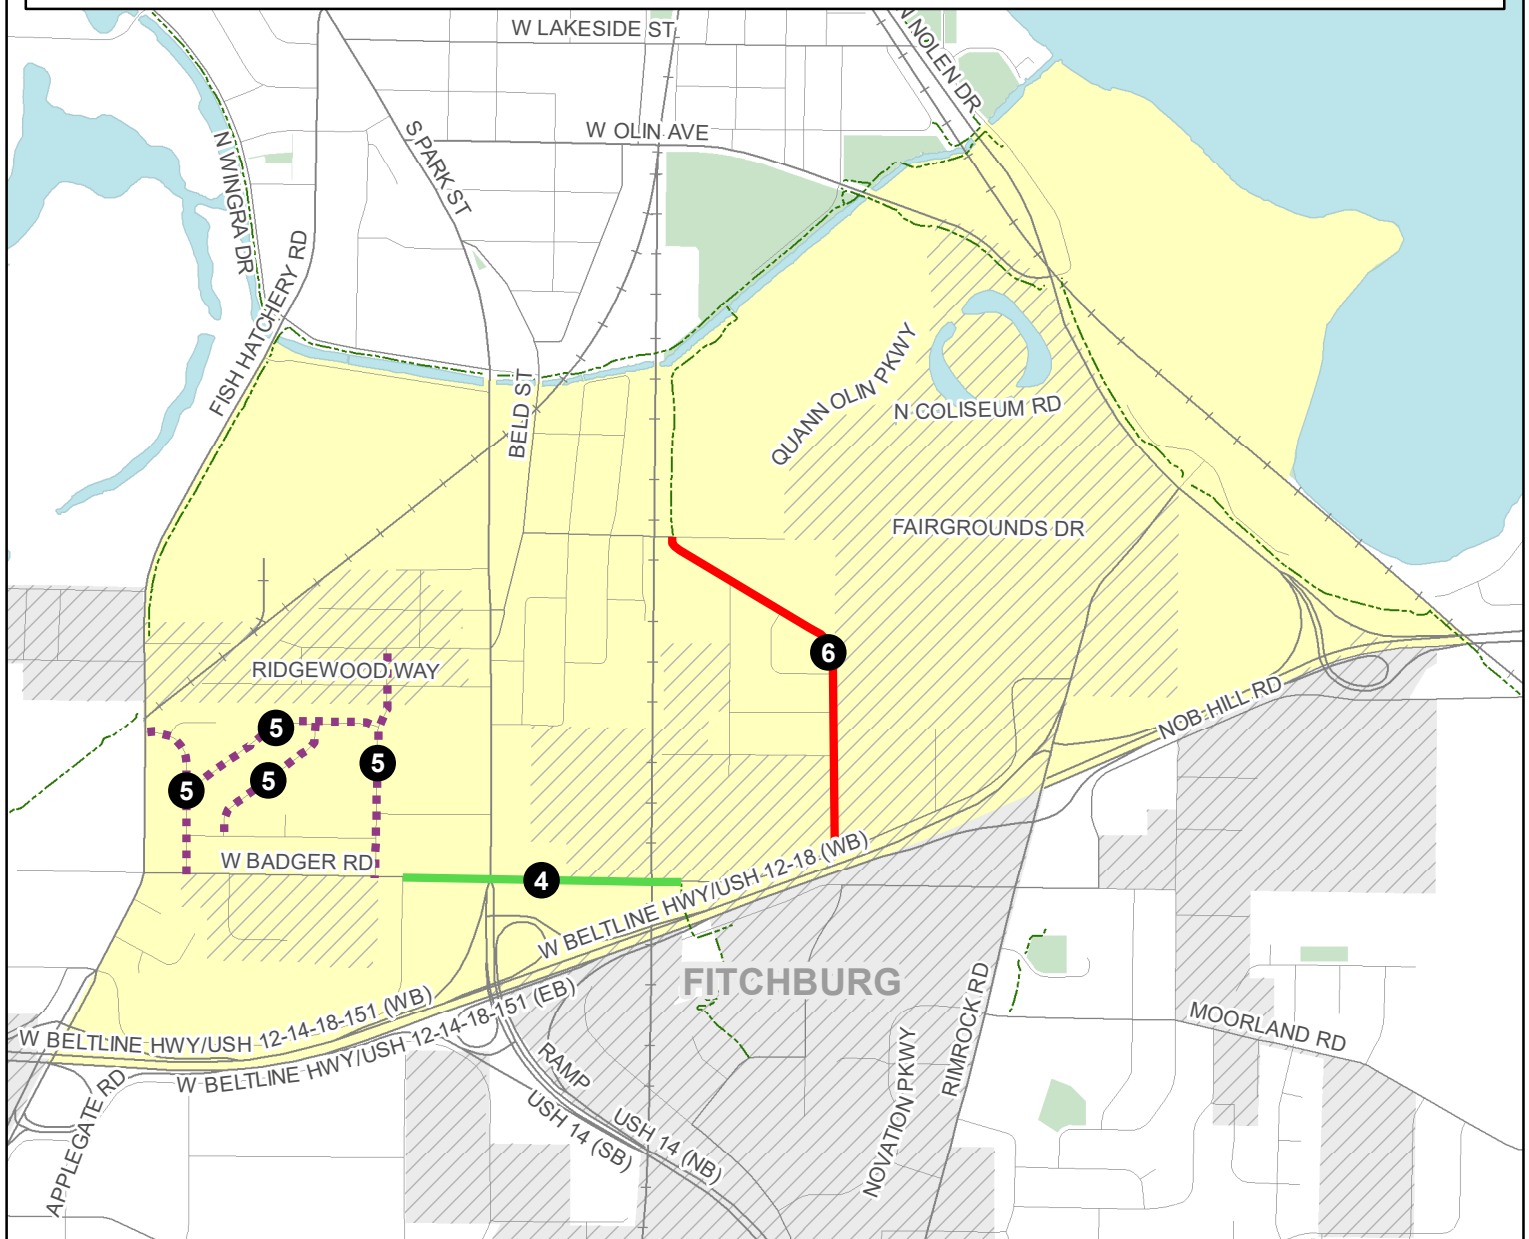 W LAKESIDE ST
W NOLEN DR
S PARK ST
W OLIN AVE
N WINGRA DR
FISH HATCHERY RD
BELD ST
QUANN OLIN PKWY
N COLISEUM RD
FAIRGROUNDS DR
6
RIDGEWOOD WAY
NOB HILL RD
5
5
5
5
W BADGER RD
4
W BELTLINE HWY/USH 12-18 (WB)
FITCHBURG
W BELTLINE HWY/USH 12-14-18-151 (WB)
W BELTLINE HWY/USH 12-14-18-151 (EB)
RIMROCK RD
MOORLAND RD
RAMP
APPLEGATE RD
USH 14 (SB)
USH 14 (NB)
NOVATION PKWY